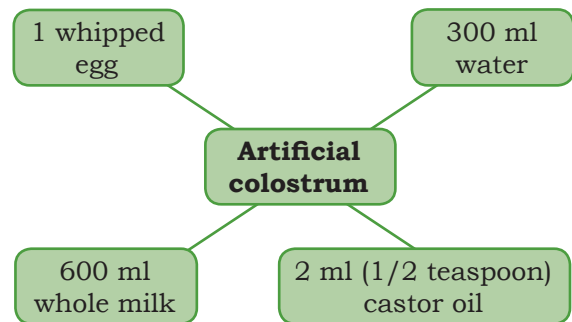 1 whipped
egg
300 ml
water
Artificial
colostrum
600 ml
whole milk
2 ml (1/2 teaspoon)
castor oil